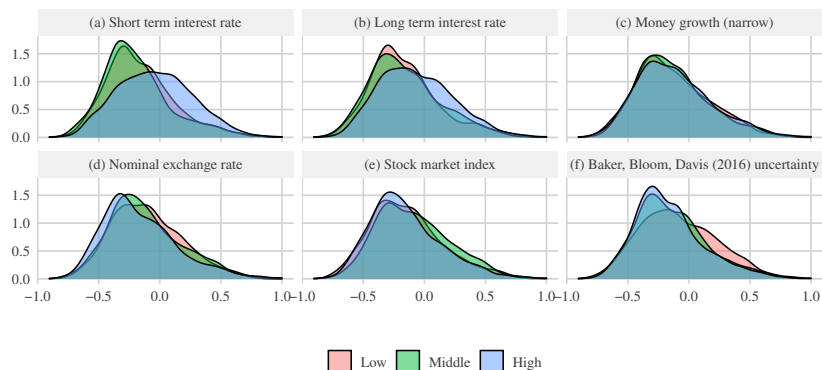 (a) Short term interest rate (b) Long term interest rate (c) Money growth (narrow)
1.5
1.0
0.5
0.0
(d) Nominal exchange rate (e) Stock market index (f) Baker, Bloom, Davis (2016) uncertainty
1.5
1.0
0.5
0.0
−1.0 −0.5 0.0 0.5 1.0 −1.0 −0.5 0.0 0.5 1.0 −1.0 −0.5 0.0 0.5 1.0
Low Middle High